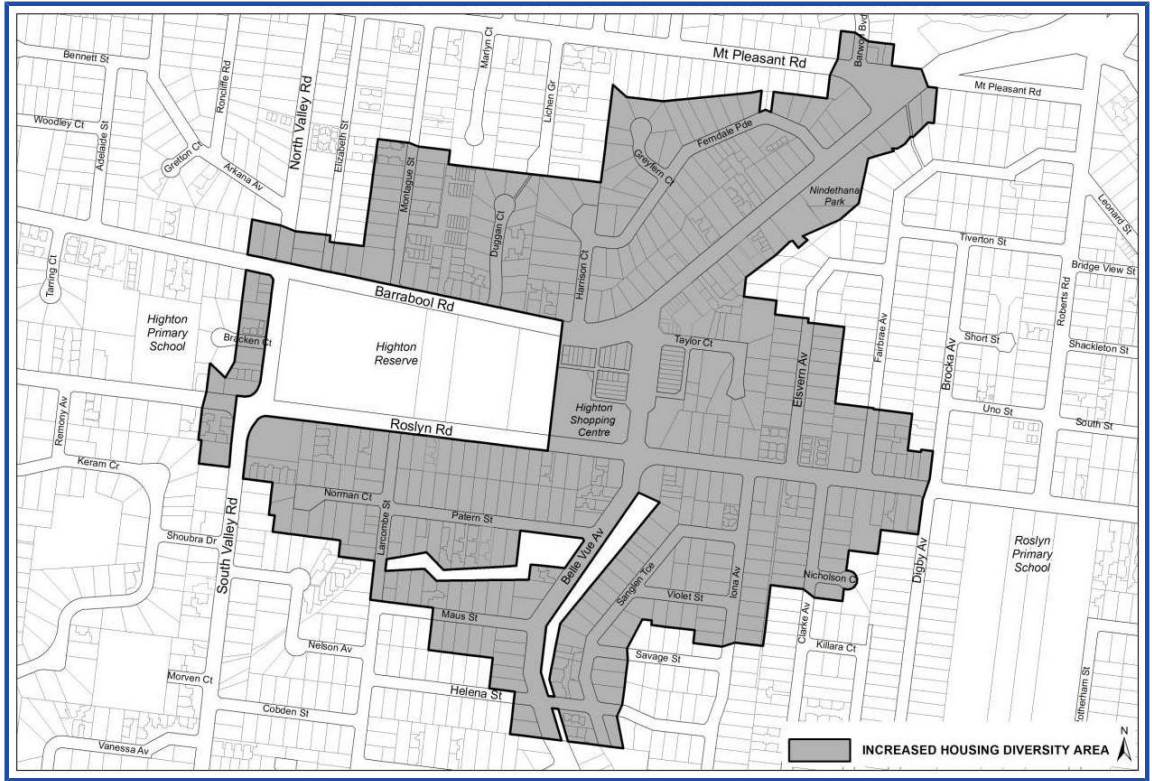 Bennett St
Roncliffe Rd
North Valley Rd
Marlyn Ct
Lichen Gr
Mt Pleasant Rd
Barwon Blvd
Mt Pleasant Rd
Woodley Ct
Adelaide St
Gretton Ct
Arkana Av
Elizabeth St
Montague St
Duggan Ct
Harrison Ct
Greyfern Ct
Ferndale Pde
Nindethana
Park
Leonard St
Tiverton St
Bridge View St
Roberts Rd
Tarring Ct
Highton
Primary
School
Bracken Ct
Barrabool Rd
Highton
Reserve
Taylor Ct
Elsvern Av
Fairbrae Av
Brocka Av
Short St
Shackleton St
Uno St
South St
Highton
Shopping
Centre
Roslyn Rd
Remony Av
Keram Cr
Norman Ct
Larcombe St
Patern St
Belle Vue Av
Shoubra Dr
South Valley Rd
Sanglen Tce
Iona Av
Violet St
Nicholson C
Digby Av
Roslyn
Primary
School
Maus St
Nelson Av
Savage St
Clarke Av
Killara Ct
Morven Ct
Helena St
Cobden St
Vanessa Av
otherham St
N
INCREASED HOUSING DIVERSITY AREA